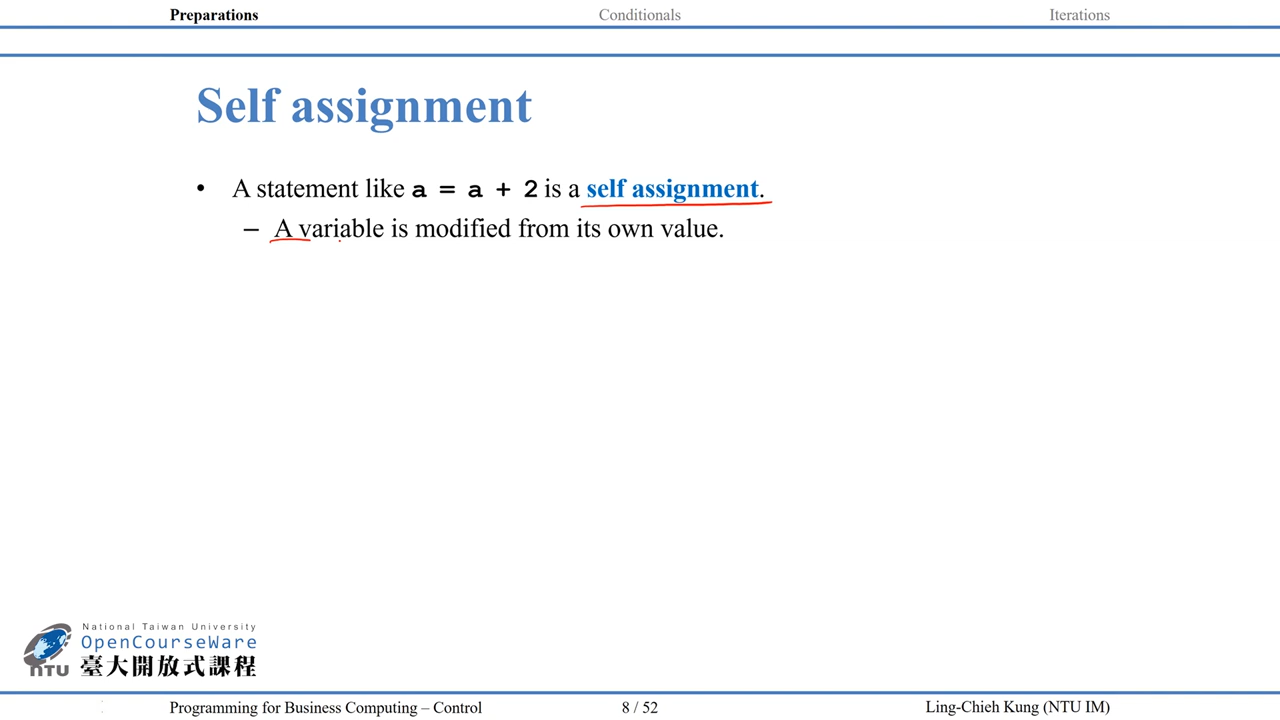 Preparations Conditionals Iterations
Self assignment
• A statement like a = a + 2 is a self assignment.
– A variable is modified from its own value.
National Taiwan University
OpenCourseWare
NTU 臺大開放式課程
Programming for Business Computing – Control 8 / 52 Ling-Chieh Kung (NTU IM)